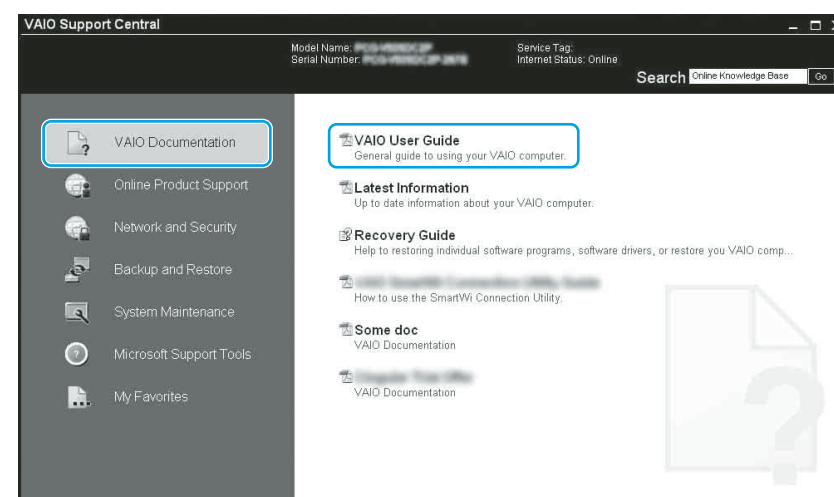 VAIO Support Central
Model Name:
Service Tag:
Serial Number:
Internet Status: Online
Search Online Knowledge Base Go
VAIO Documentation
Online Product Support
Network and Security
Backup and Restore
System Maintenance
Microsoft Support Tools
My Favorites
VAIO User Guide
General guide to using your VAIO computer.
Latest Information
Up to date information about your VAIO computer.
Recovery Guide
Help to restoring individual software programs, software drivers, or restore you VAIO comp...
How to use the SmartWi Connection Utility.
Some doc
VAIO Documentation
VAIO Documentation